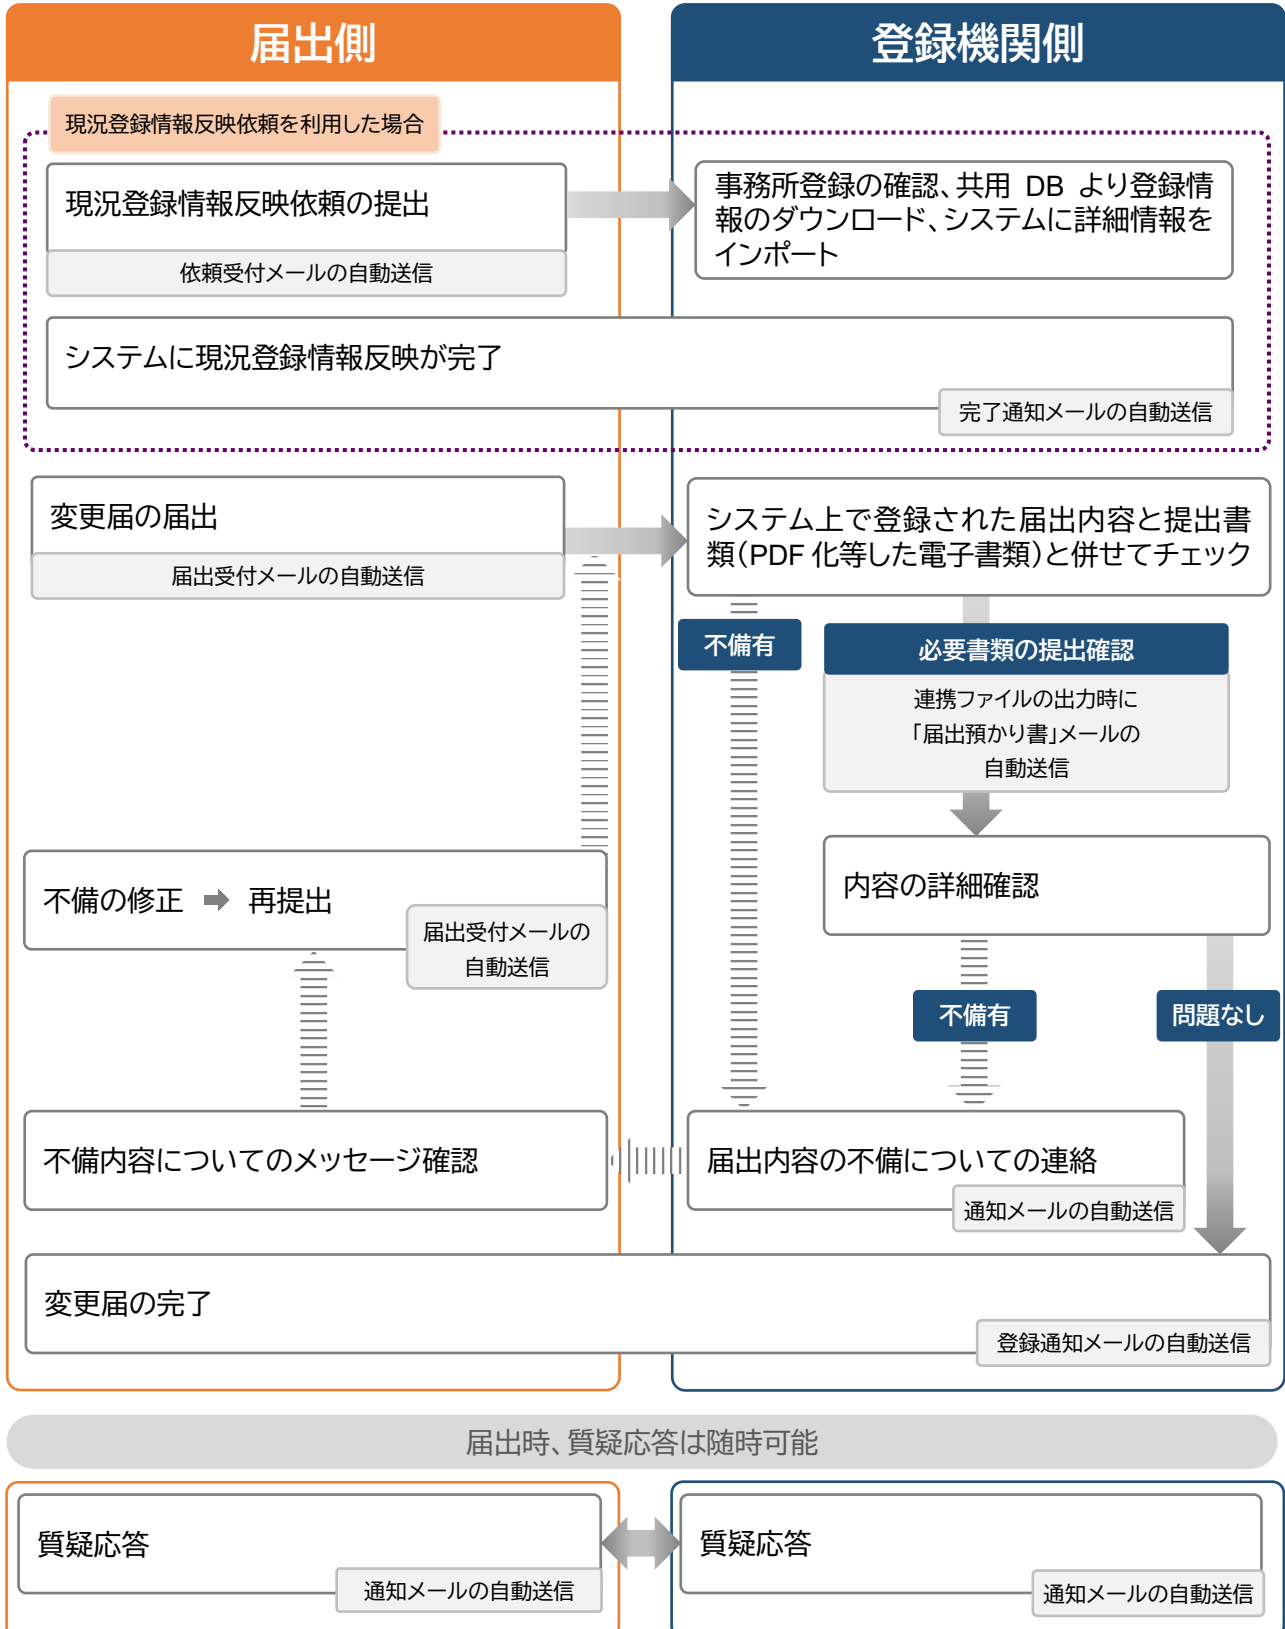 届出側
登録機関側
現況登録情報反映依頼を利用した場合
現況登録情報反映依頼の提出
依頼受付メールの自動送信
事務所登録の確認、共用 DB より登録情
報のダウンロード、システムに詳細情報を
インポート
システムに現況登録情報反映が完了
完了通知メールの自動送信
変更届の届出
届出受付メールの自動送信
システム上で登録された届出内容と提出書
類（PDF 化等した電子書類）と併せてチェック
不備有
必要書類の提出確認
連携ファイルの出力時に
「届出預かり書」メールの
自動送信
不備の修正 ➡ 再提出
届出受付メールの
自動送信
内容の詳細確認
不備有
問題なし
不備内容についてのメッセージ確認
届出内容の不備についての連絡
通知メールの自動送信
変更届の完了
登録通知メールの自動送信
届出時、質疑応答は随時可能
質疑応答
通知メールの自動送信
質疑応答
通知メールの自動送信